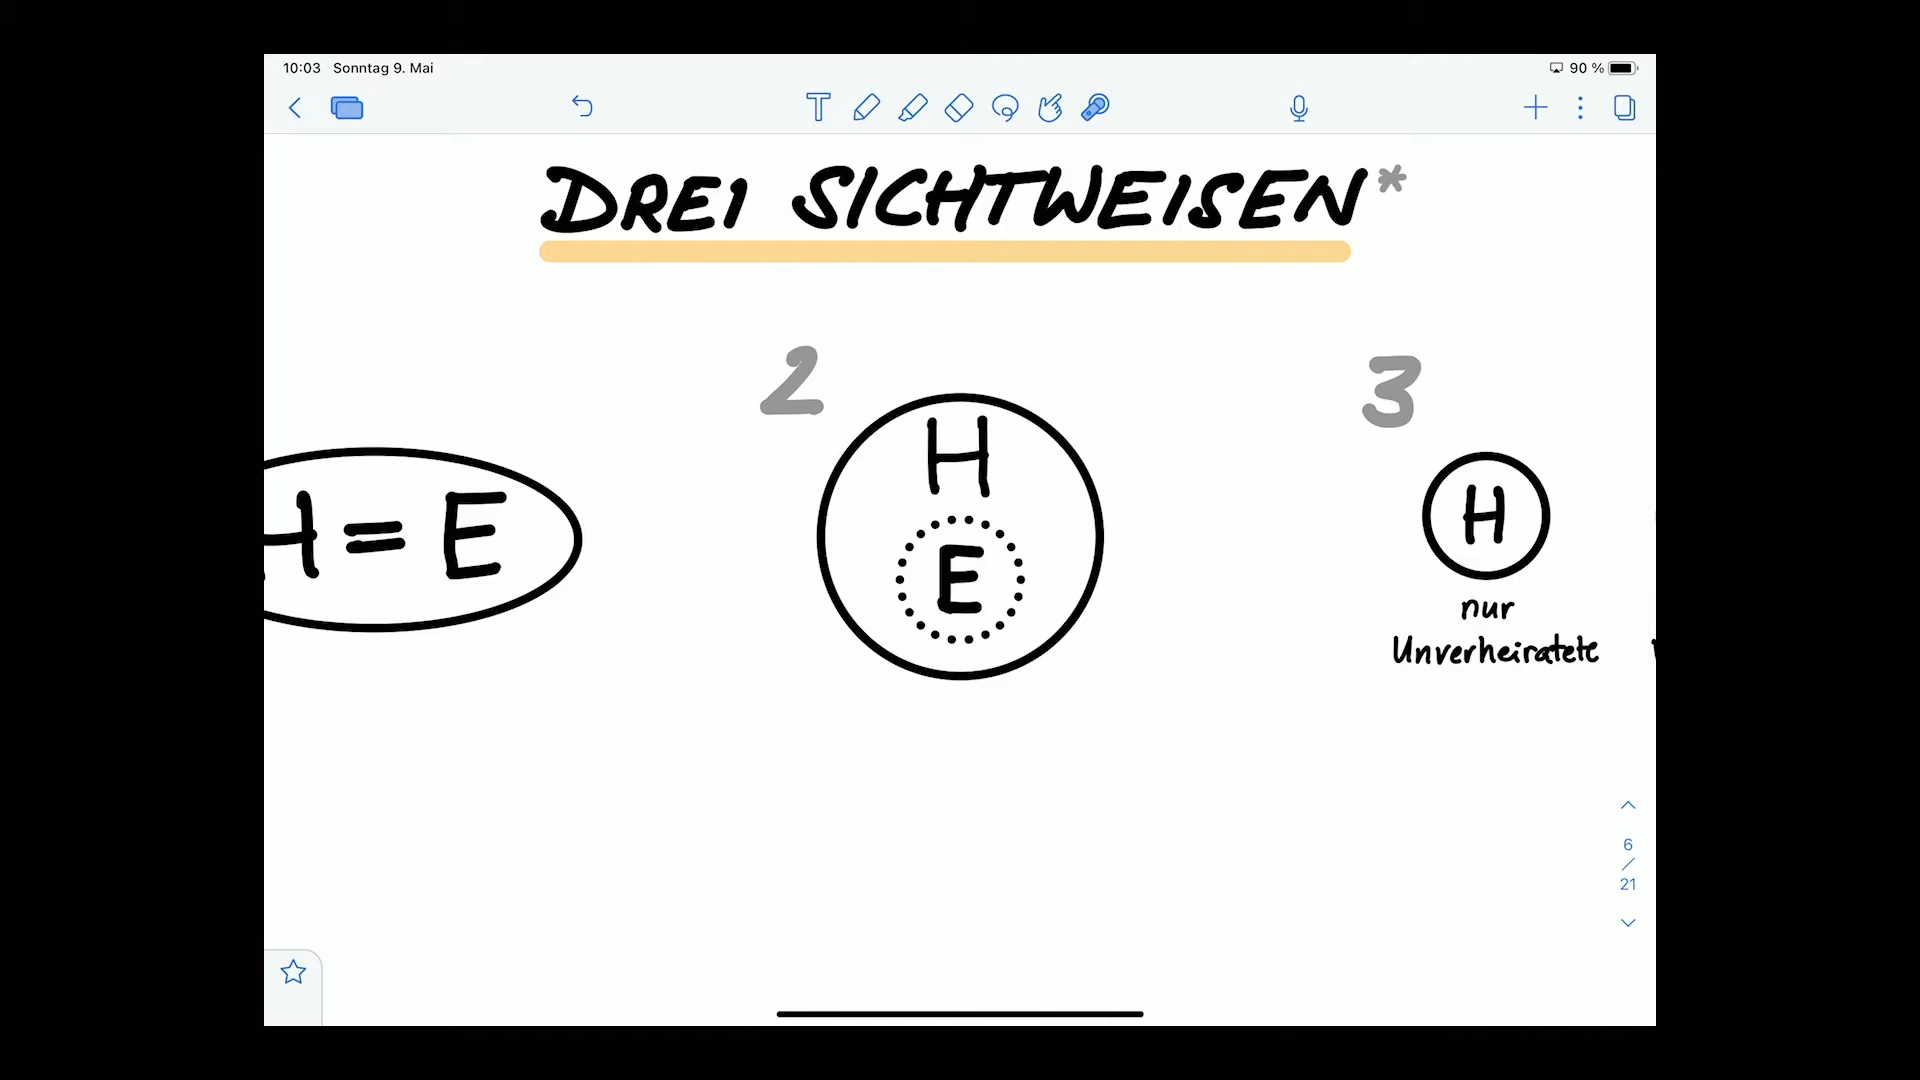 10:03 Sonntag 9. Mai
90 %
DREI SICHTWEISEN*
2
3
H = E
H
E
H
nur
Unverheiratete
6
/
21